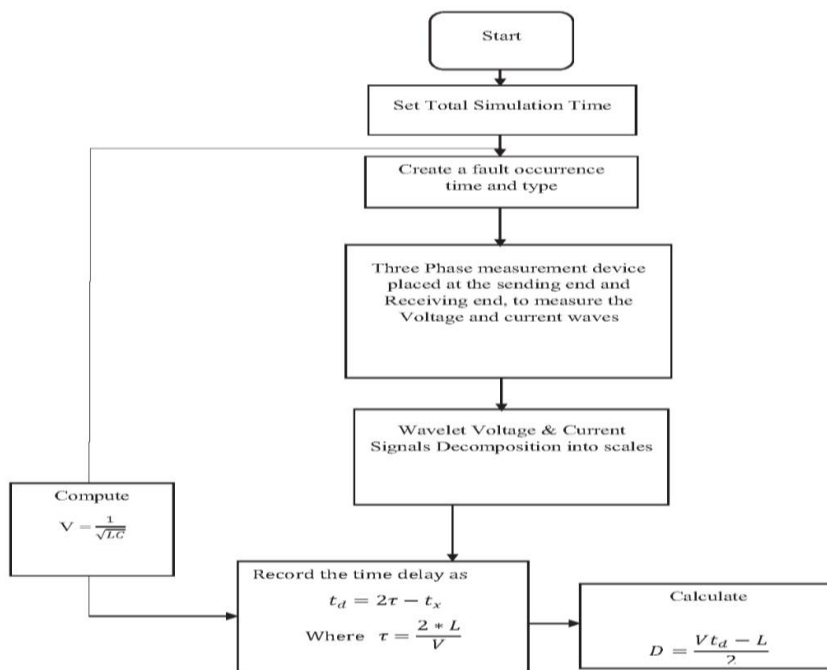 Start
Set Total Simulation Time
Create a fault occurrence
time and type
Three Phase measurement device
placed at the sending end and
Receiving end, to measure the
Voltage and current waves
Wavelet Voltage & Current
Signals Decomposition into scales
Compute
V = 1/√LC
Record the time delay as
t_d = 2τ − t_x
Where τ = 2 * L / V
Calculate
D = (Vt_d − L) / 2